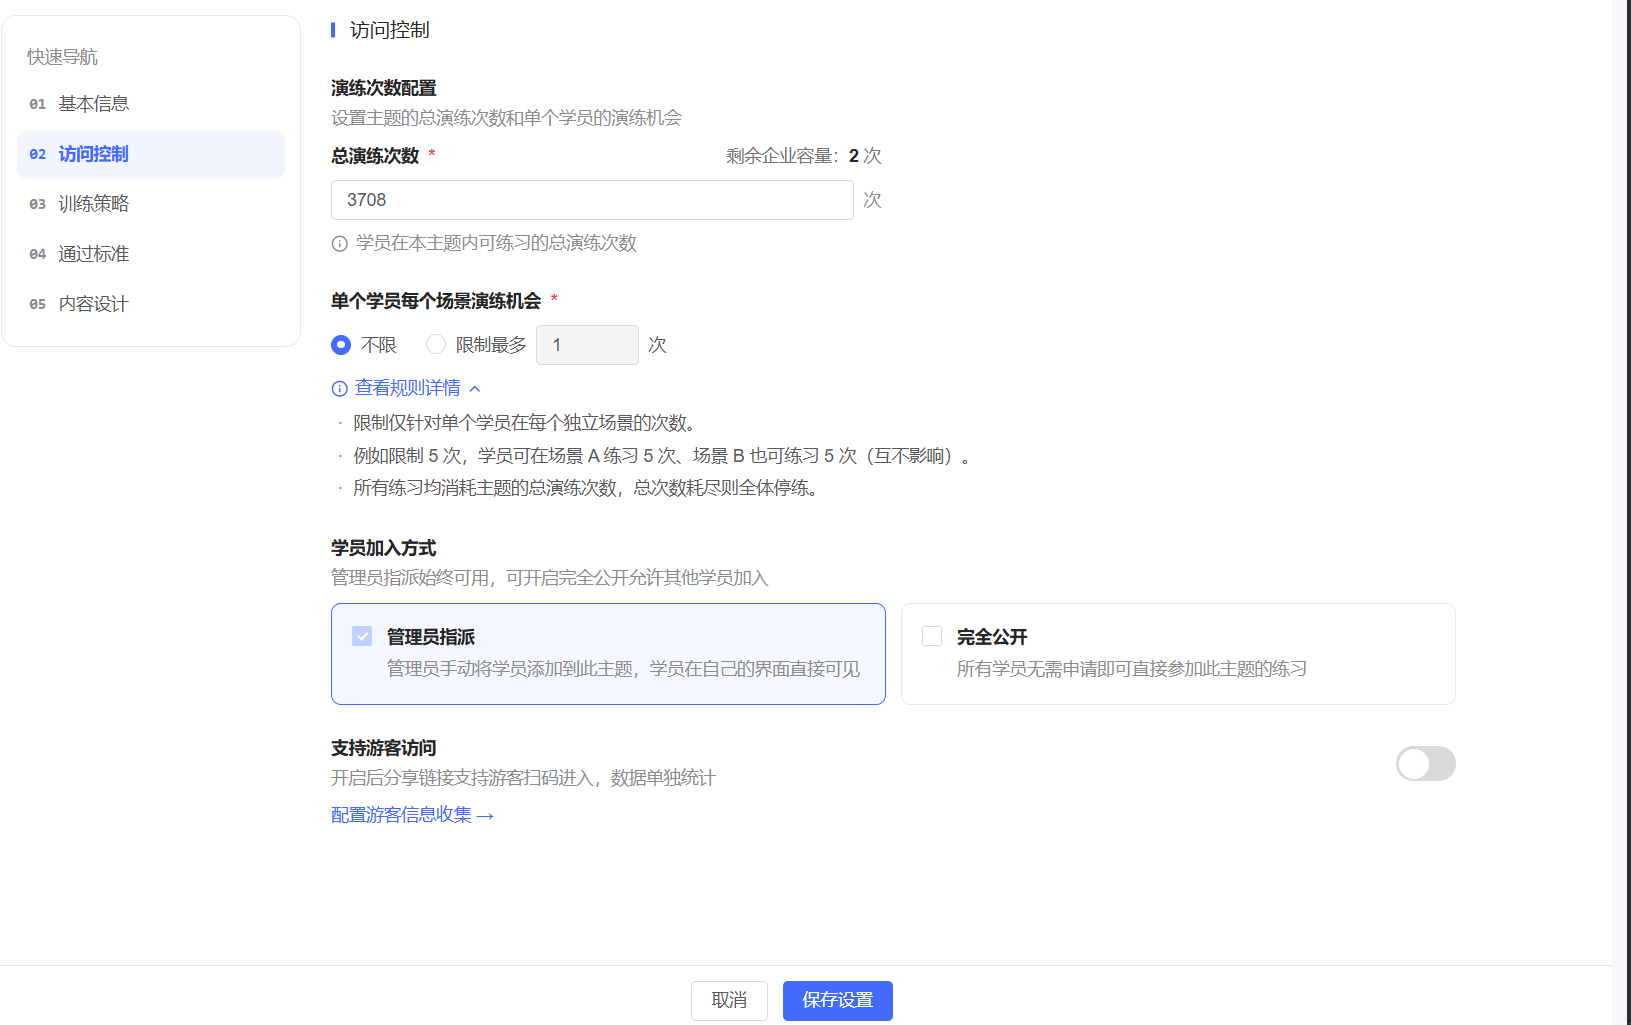 快速导航
01 基本信息
02 访问控制
03 训练策略
04 通过标准
05 内容设计
访问控制
演练次数配置
设置主题的总演练次数和单个学员的演练机会
总演练次数 *
剩余企业容量：2 次
3708 次
学员在本主题内可练习的总演练次数
单个学员每个场景演练机会 *
不限 限制最多 1 次
查看规则详情
· 限制仅针对单个学员在每个独立场景的次数。
· 例如限制 5 次，学员可在场景 A 练习 5 次、场景 B 也可练习 5 次（互不影响）。
· 所有练习均消耗主题的总演练次数，总次数耗尽则全体停练。
学员加入方式
管理员指派始终可用，可开启完全公开允许其他学员加入
管理员指派
管理员手动将学员添加到此主题，学员在自己的界面直接可见
完全公开
所有学员无需申请即可直接参加此主题的练习
支持游客访问
开启后分享链接支持游客扫码进入，数据单独统计
配置游客信息收集 →
取消
保存设置